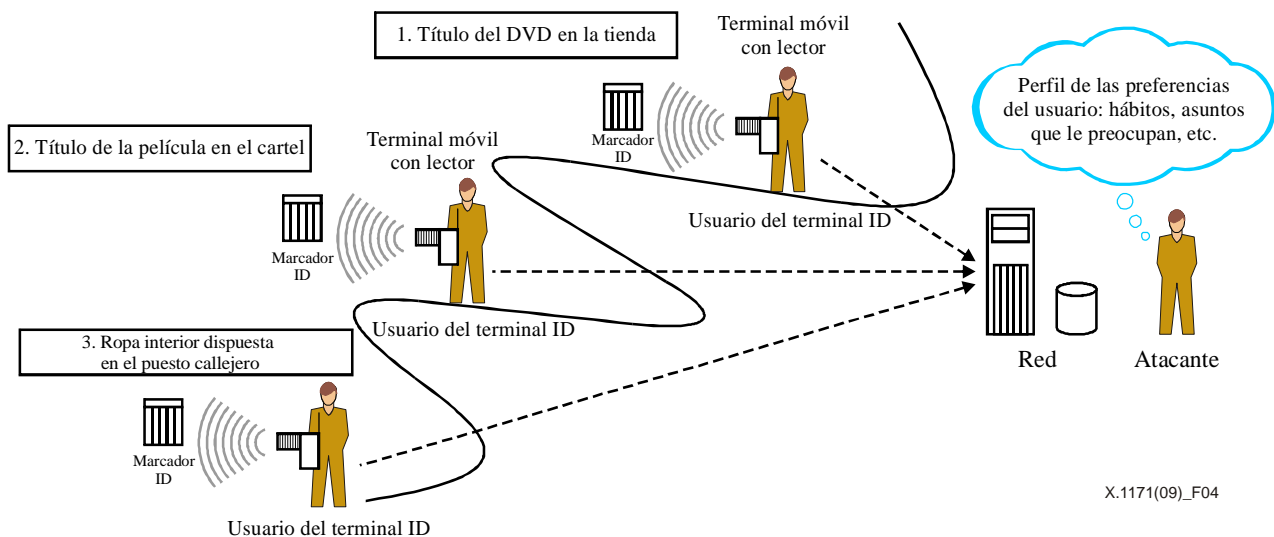 1. Título del DVD en la tienda
Terminal móvil
con lector
Marcador
ID
Usuario del terminal ID
2. Título de la película en el cartel
Terminal móvil
con lector
Marcador
ID
Usuario del terminal ID
3. Ropa interior dispuesta
en el puesto callejero
Marcador
ID
Usuario del terminal ID
Perfil de las preferencias
del usuario: hábitos, asuntos
que le preocupan, etc.
Red
Atacante
X.1171(09)_F04